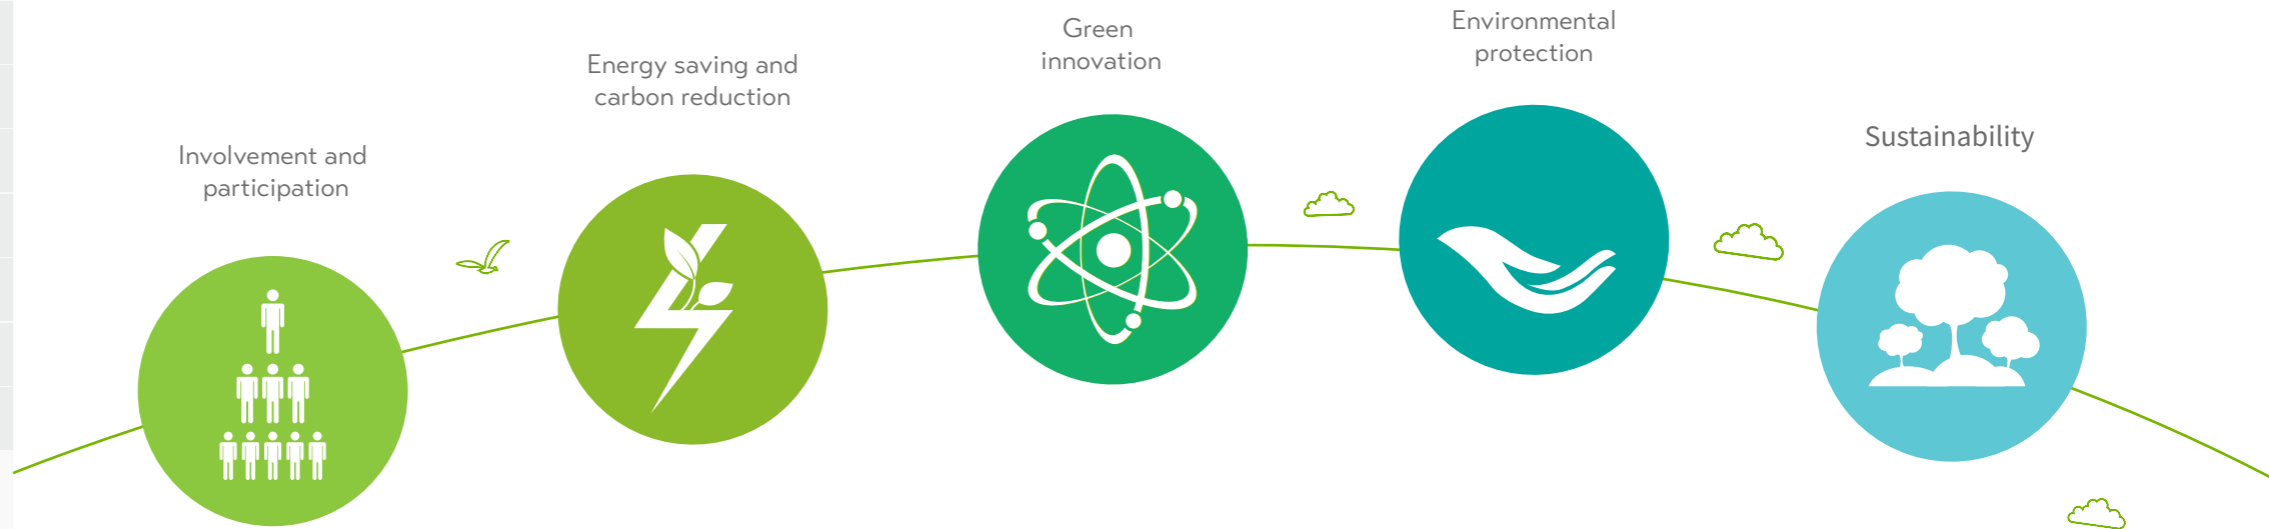 Involvement and
participation
Energy saving and
carbon reduction
Green
innovation
Environmental
protection
Sustainability